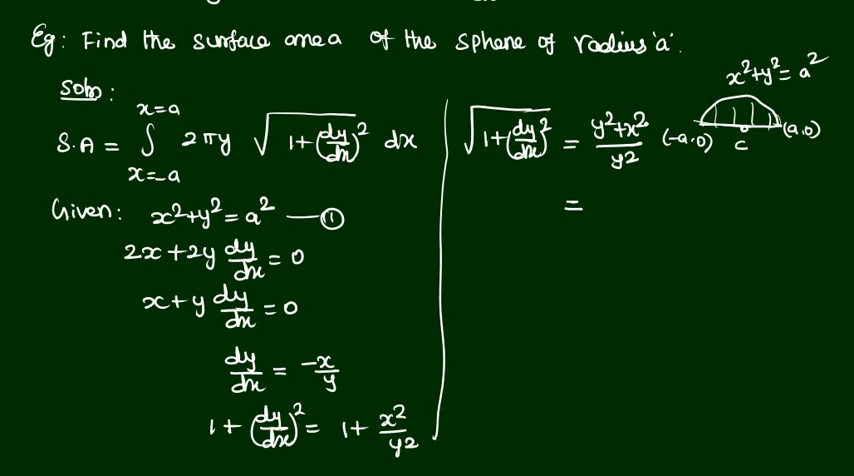 Eg: Find the surface area of the sphere of radius 'a'.
Soln:
S.A = ∫_{x=-a}^{x=a} 2πy √(1+(dy/dx)²) dx
Given: x²+y² = a² —①
2x+2y dy/dx = 0
x+y dy/dx = 0
dy/dx = -x/y
1+(dy/dx)² = 1+ x²/y²
x²+y² = a²
√(1+(dy/dx)²) = (y²+x²)/y²
(-a,0) C (a,0)
=